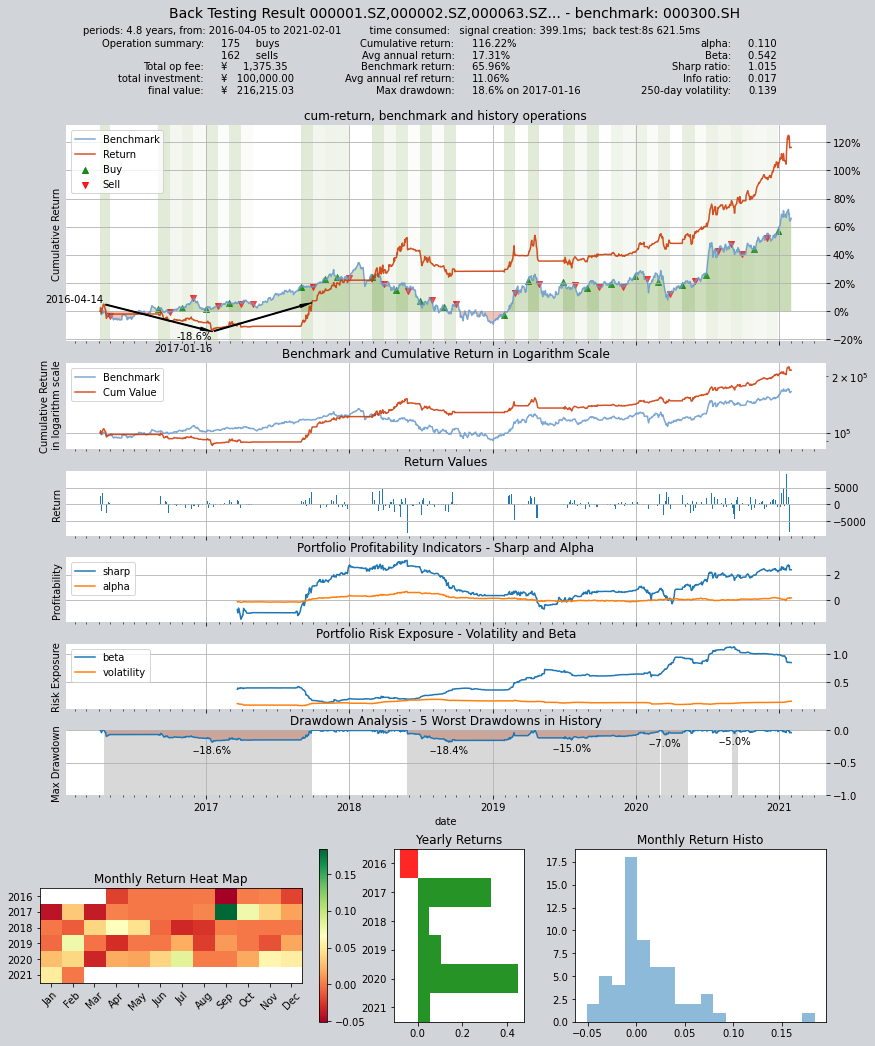 Back Testing Result 000001.SZ,000002.SZ,000063.SZ... - benchmark: 000300.SH
periods: 4.8 years, from: 2016-04-05 to 2021-02-01 time consumed: signal creation: 399.1ms; back test:8s 621.5ms
Operation summary: 175 buys Cumulative return: 116.22% alpha: 0.110
162 sells Avg annual return: 17.31% Beta: 0.542
Total op fee: ¥ 1,375.35 Benchmark return: 65.96% Sharp ratio: 1.015
total investment: ¥ 100,000.00 Avg annual ref return: 11.06% Info ratio: 0.017
final value: ¥ 216,215.03 Max drawdown: 18.6% on 2017-01-16 250-day volatility: 0.139
cum-return, benchmark and history operations
Cumulative Return
Benchmark
Return
Buy
Sell
120%
100%
80%
60%
40%
20%
0%
−20%
2016-04-14
-18.6%
2017-01-16
Benchmark and Cumulative Return in Logarithm Scale
Cumulative Return
in logarithm scale
Benchmark
Cum Value
2 × 10⁵
10⁵
Return Values
Return
5000
0
−5000
Portfolio Profitability Indicators - Sharp and Alpha
Profitability
sharp
alpha
2
0
Portfolio Risk Exposure - Volatility and Beta
Risk Exposure
beta
volatility
1.0
0.5
Drawdown Analysis - 5 Worst Drawdowns in History
Max Drawdown
−18.6%
−18.4%
−15.0%
−7.0%
−5.0%
0.0
−0.5
−1.0
2017 2018 2019 2020 2021
date
Monthly Return Heat Map
2016
2017
2018
2019
2020
2021
Jan Feb Mar Apr May Jun Jul Aug Sep Oct Nov Dec
0.15
0.10
0.05
0.00
−0.05
Yearly Returns
2016
2017
2018
2019
2020
2021
0.0 0.2 0.4
Monthly Return Histo
17.5
15.0
12.5
10.0
7.5
5.0
2.5
0.0
−0.05 0.00 0.05 0.10 0.15